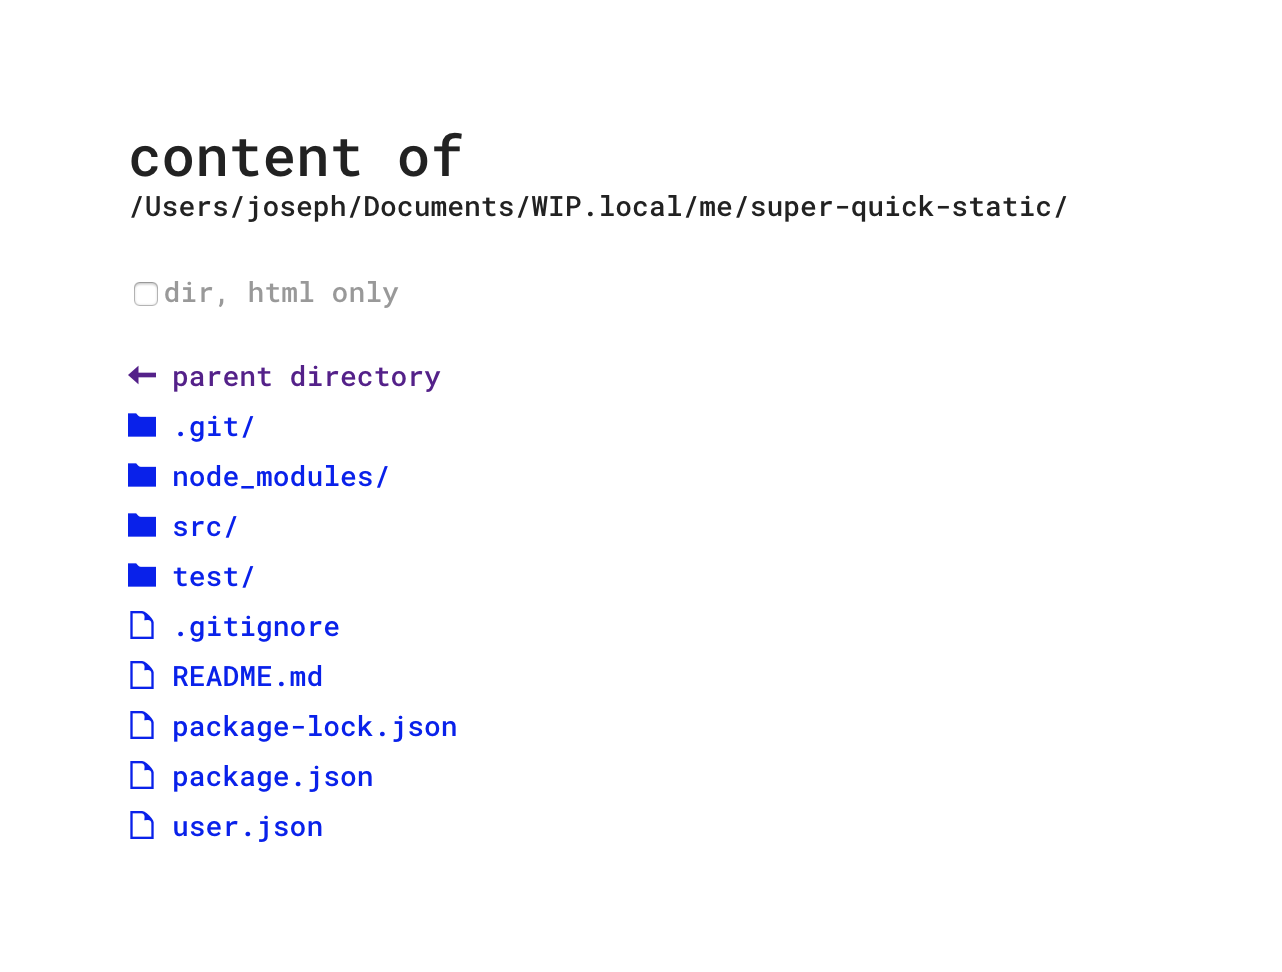 content of
/Users/joseph/Documents/WIP.local/me/super-quick-static/
dir, html only
parent directory
.git/
node_modules/
src/
test/
.gitignore
README.md
package-lock.json
package.json
user.json